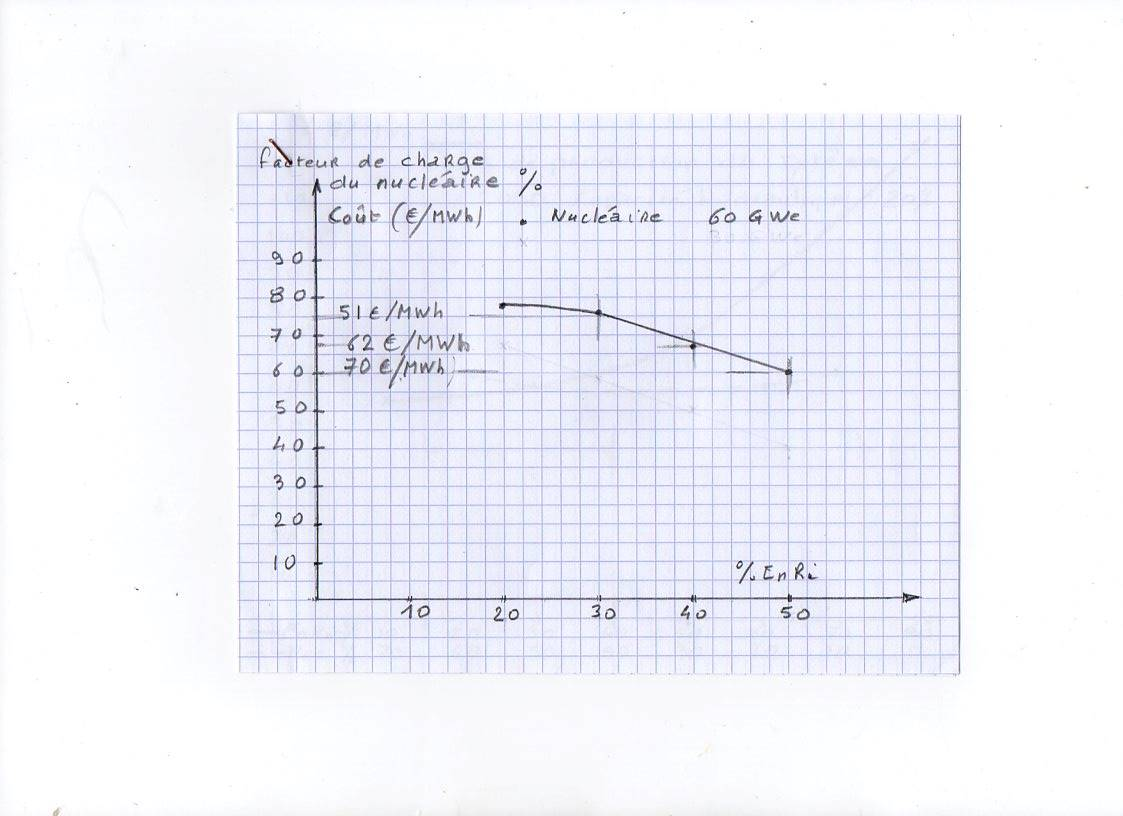 facteur de charge
du nucléaire %
Coût (€/MWh) . Nucléaire 60 GWe
90
80
51 €/MWh
70
62 €/MWh
70 €/MWh
60
50
40
30
20
10
% EnRi
10 20 30 40 50